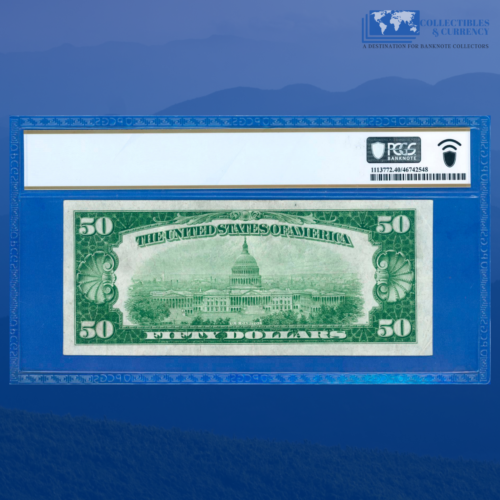 COLLECTIBLES
& CURRENCY
A DESTINATION FOR BANKNOTE COLLECTORS
PCGS
BANKNOTE
1113772.40/46742548
50 50
THE UNITED STATES OF AMERICA
50 50
FIFTY DOLLARS